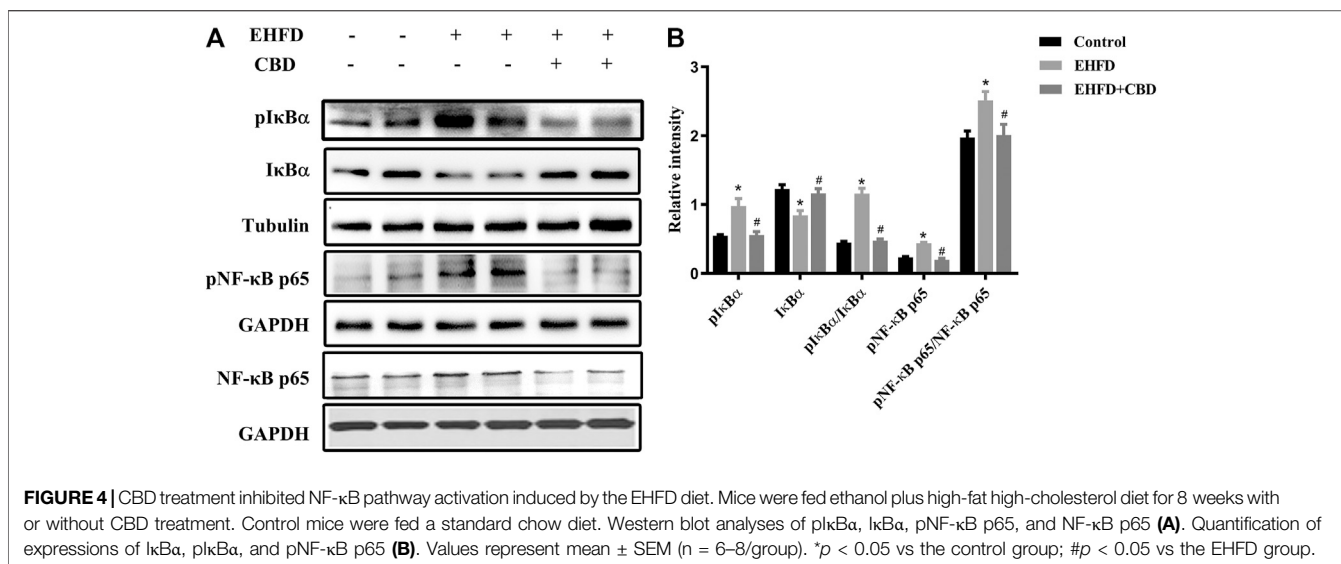 A
EHFD - - + + + +
CBD - - - - + +
pIκBα
IκBα
Tubulin
pNF-κB p65
GAPDH
NF-κB p65
GAPDH
B
Control
EHFD
EHFD+CBD
Relative intensity
3
2
1
0
* # * # * # * # * #
pIκBα
IκBα
pIκBα/IκBα
pNF-κB p65
pNF-κB p65/NF-κB p65
FIGURE 4 | CBD treatment inhibited NF-κB pathway activation induced by the EHFD diet. Mice were fed ethanol plus high-fat high-cholesterol diet for 8 weeks with
or without CBD treatment. Control mice were fed a standard chow diet. Western blot analyses of pIκBα, IκBα, pNF-κB p65, and NF-κB p65 (A). Quantification of
expressions of IκBα, pIκBα, and pNF-κB p65 (B). Values represent mean ± SEM (n = 6–8/group). *p < 0.05 vs the control group; #p < 0.05 vs the EHFD group.